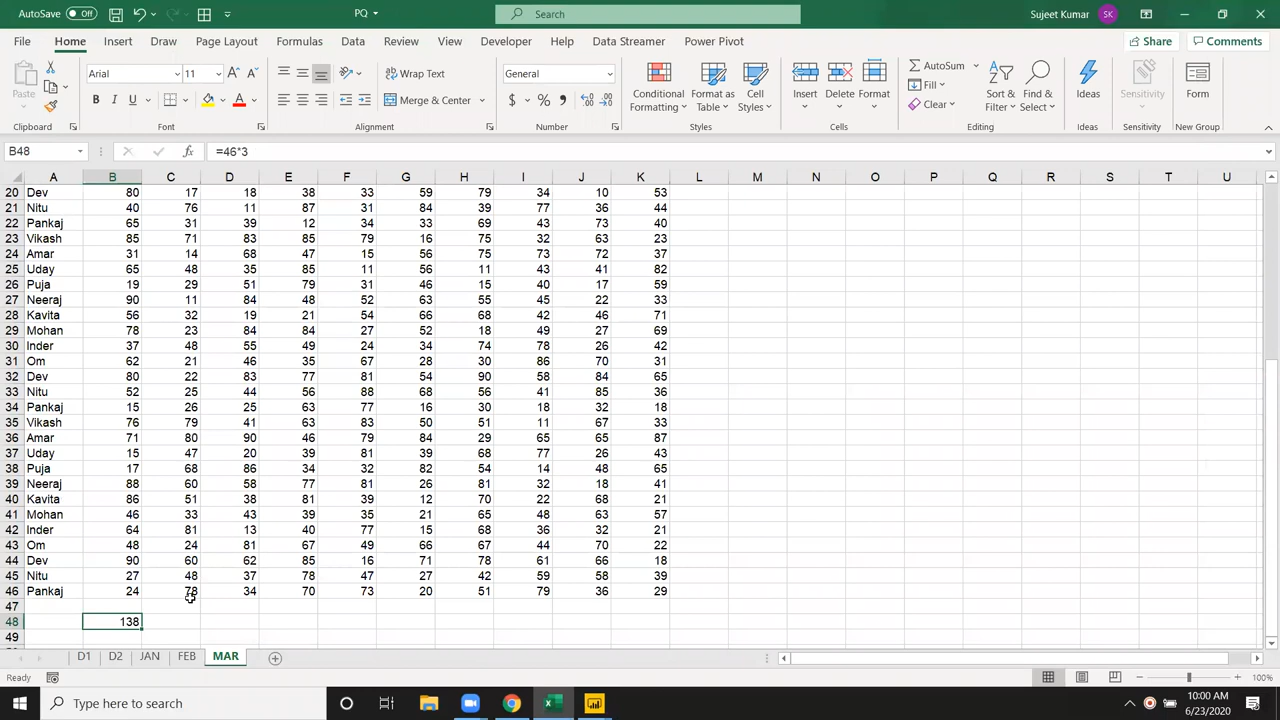 AutoSave Off PQ Search Sujeet Kumar SK
File Home Insert Draw Page Layout Formulas Data Review View Developer Help Data Streamer Power Pivot Share Comments
Paste Arial 11 Wrap Text General Conditional Formatting Format as Table Cell Styles Insert Delete Format AutoSum Fill Clear Sort & Filter Find & Select Ideas Sensitivity Form
B I U Merge & Center $ %
Clipboard Font Alignment Number Styles Cells Editing Ideas Sensitivity New Group
B48 fx =46*3
A B C D E F G H I J K L M N O P Q R S T U
20 Dev 80 17 18 38 33 59 79 34 10 53
21 Nitu 40 76 11 87 31 84 39 77 36 44
22 Pankaj 65 31 39 12 34 33 69 43 73 40
23 Vikash 85 71 83 85 79 16 75 32 63 23
24 Amar 31 14 68 47 15 56 75 73 72 37
25 Uday 65 48 35 85 11 56 11 43 41 82
26 Puja 19 29 51 79 31 46 15 40 17 59
27 Neeraj 90 11 84 48 52 63 55 45 22 33
28 Kavita 56 32 19 21 54 66 68 42 46 71
29 Mohan 78 23 84 84 27 52 18 49 27 69
30 Inder 37 48 55 49 24 34 74 78 26 42
31 Om 62 21 46 35 67 28 30 86 70 31
32 Dev 80 22 83 77 81 54 90 58 84 65
33 Nitu 52 25 44 56 88 68 56 41 85 36
34 Pankaj 15 26 25 63 77 16 30 18 32 18
35 Vikash 76 79 41 63 83 50 51 11 67 33
36 Amar 71 80 90 46 79 84 29 65 65 87
37 Uday 15 47 20 39 81 39 68 77 26 43
38 Puja 17 68 86 34 32 82 54 14 48 65
39 Neeraj 88 60 58 77 81 26 81 32 18 41
40 Kavita 86 51 38 81 39 12 70 22 68 21
41 Mohan 46 33 43 39 35 21 65 48 63 57
42 Inder 64 81 13 40 77 15 68 36 32 21
43 Om 48 24 81 67 49 66 67 44 70 22
44 Dev 90 60 62 85 16 71 78 61 66 18
45 Nitu 27 48 37 78 47 27 42 59 58 39
46 Pankaj 24 78 34 70 73 20 51 79 36 29
47
48 138
49
D1 D2 JAN FEB MAR
Ready 100%
Type here to search 10:00 AM
6/23/2020